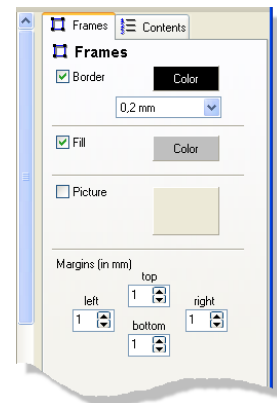 Frames Contents
Frames
Border Color
0,2 mm
Fill Color
Picture
Margins (in mm)
top
1
left right
1 1
bottom
1